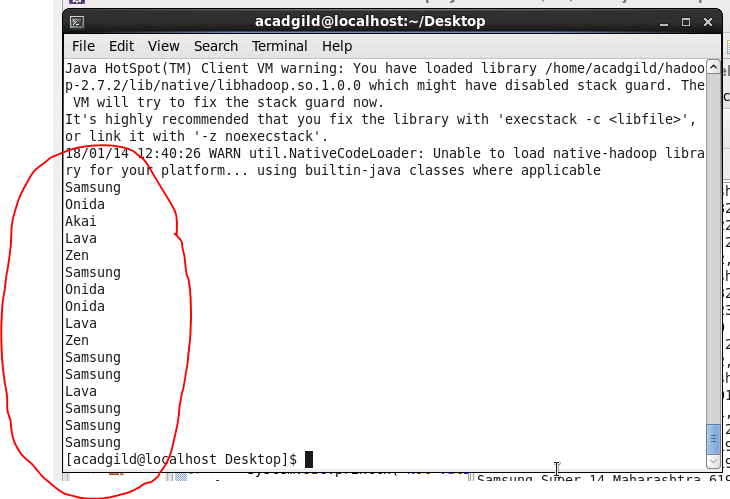 acadgild@localhost:~/Desktop
File Edit View Search Terminal Help
Java HotSpot(TM) Client VM warning: You have loaded library /home/acadgild/hadoo
p-2.7.2/lib/native/libhadoop.so.1.0.0 which might have disabled stack guard. The
 VM will try to fix the stack guard now.
It's highly recommended that you fix the library with 'execstack -c <libfile>',
or link it with '-z noexecstack'.
18/01/14 12:40:26 WARN util.NativeCodeLoader: Unable to load native-hadoop libra
ry for your platform... using builtin-java classes where applicable
Samsung
Onida
Akai
Lava
Zen
Samsung
Onida
Onida
Lava
Zen
Samsung
Samsung
Lava
Samsung
Samsung
Samsung
[acadgild@localhost Desktop]$
Samsung Super 14 Maharashtra 619